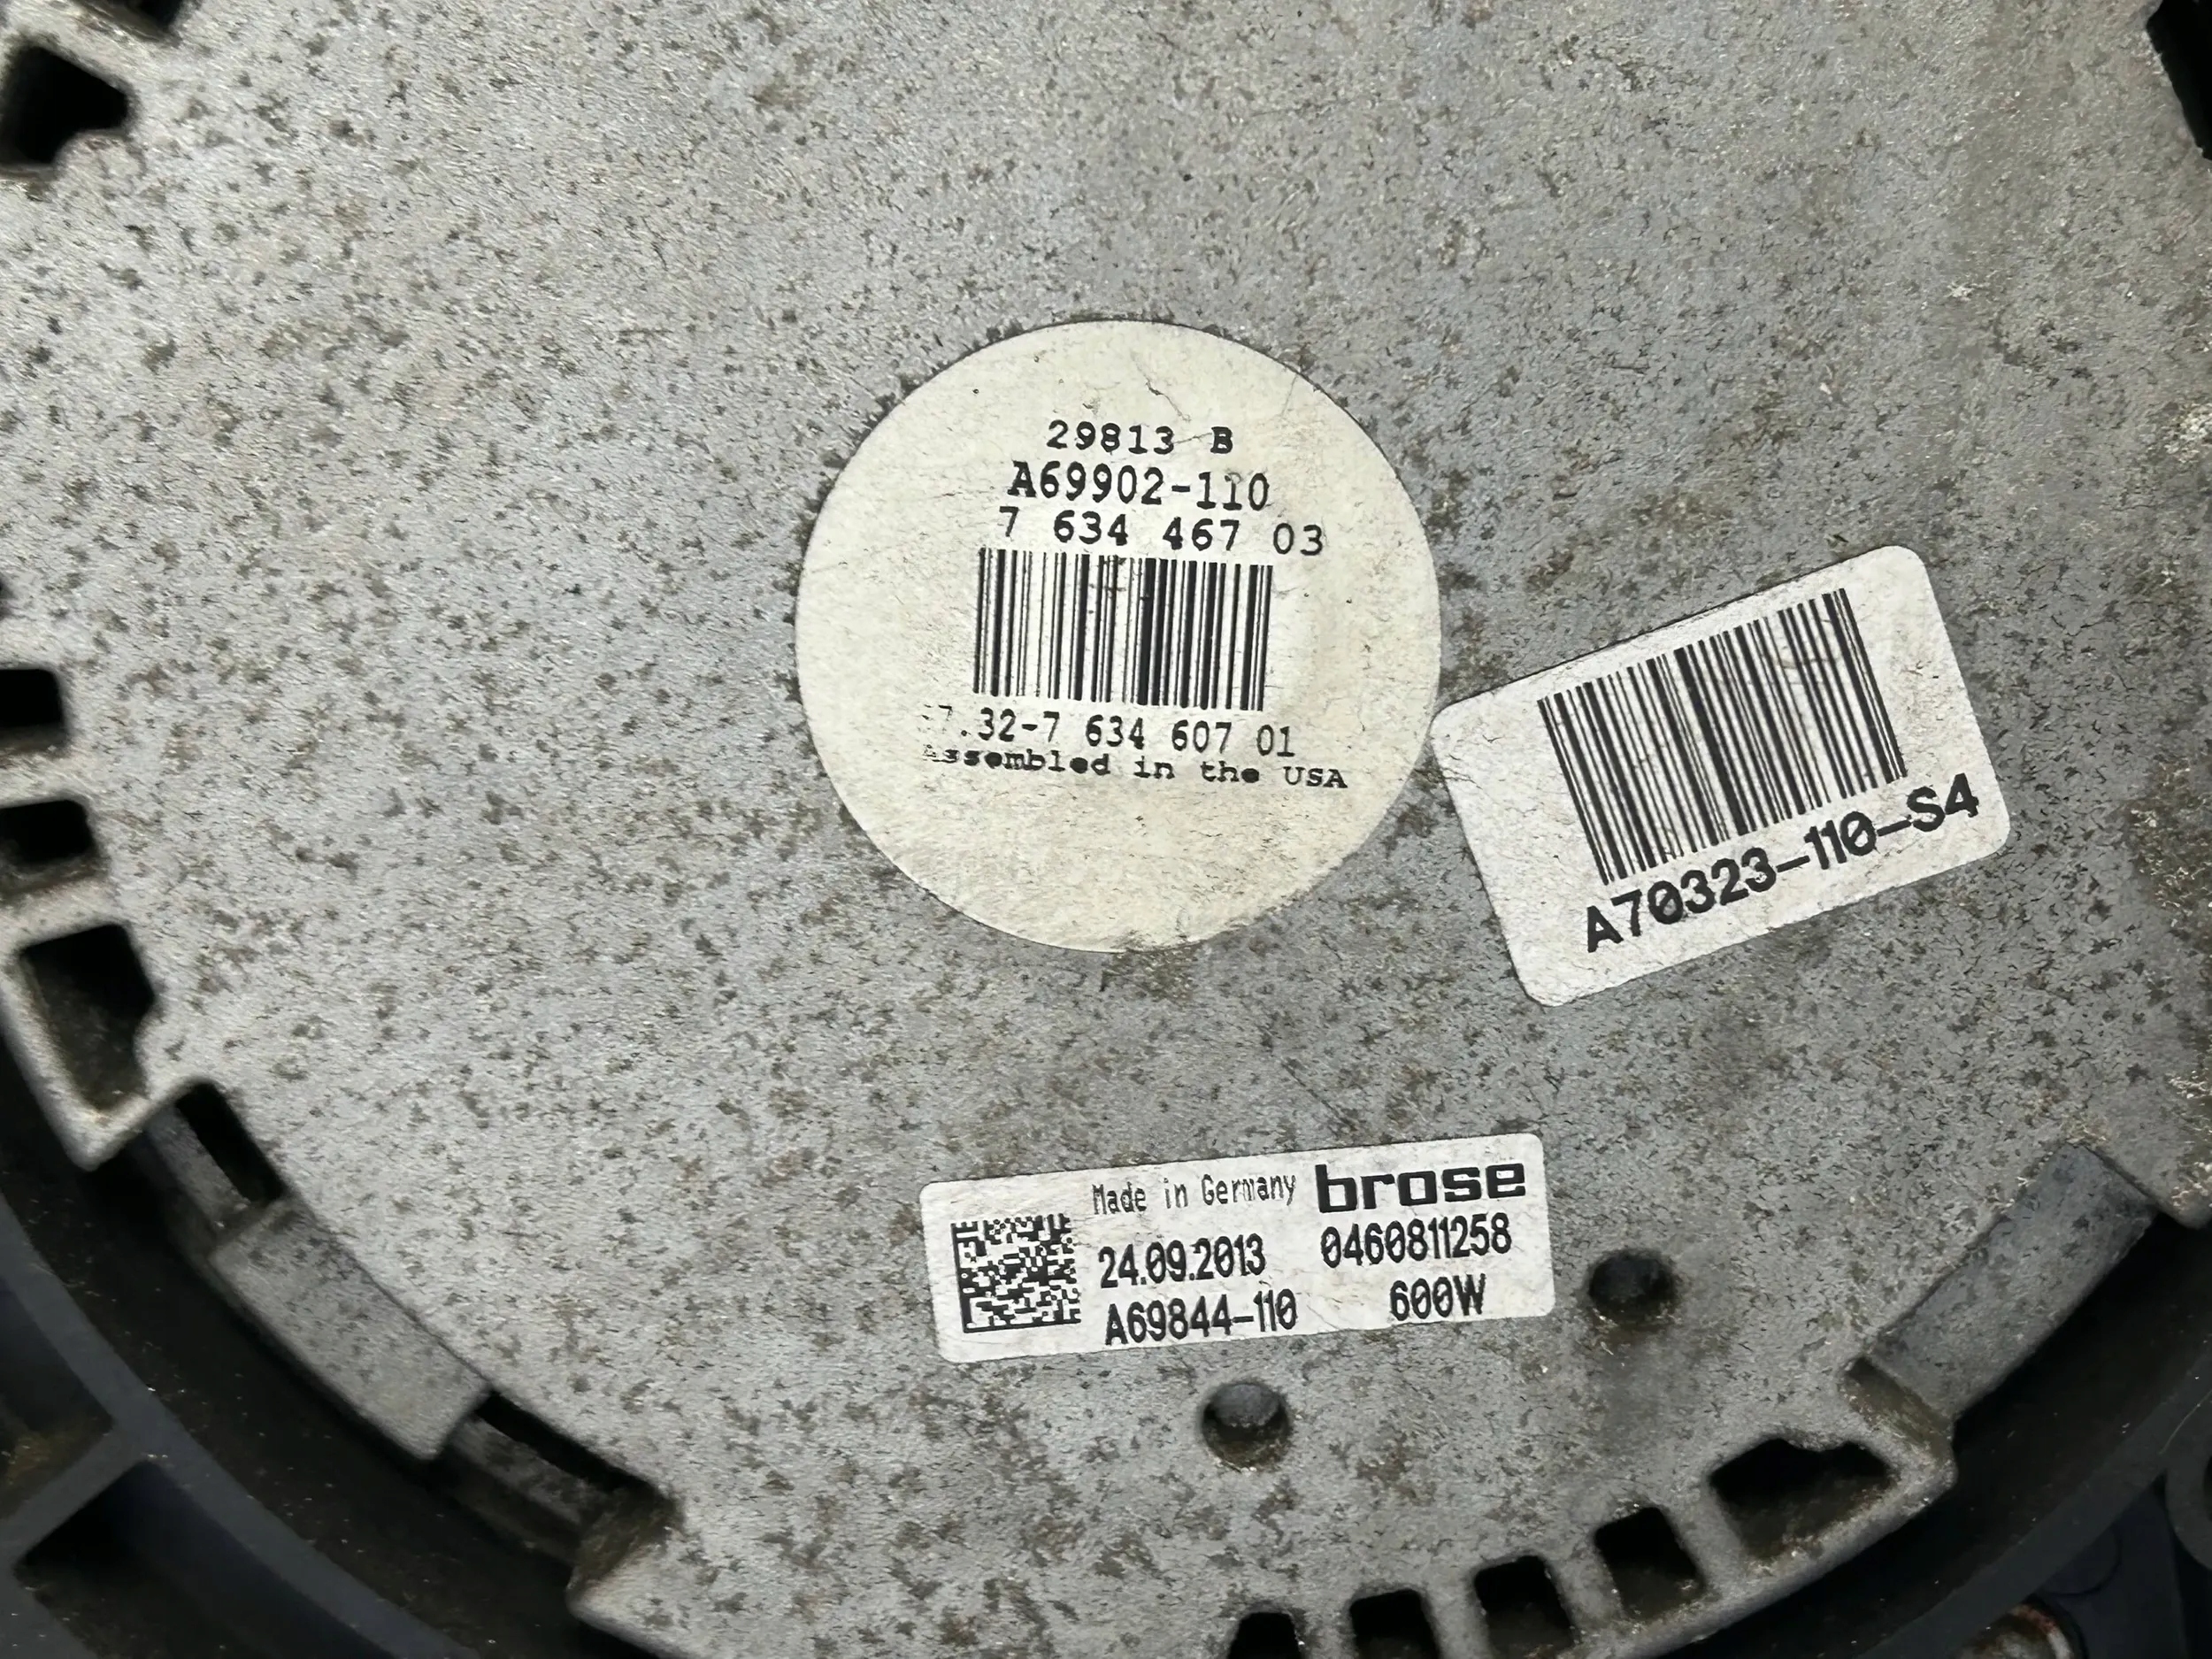 29813 B
A69902-110
7 634 467 03
7.32-7 634 607 01
Assembled in the USA
A70323-110-S4
Made in Germany brose
24.09.2013 0460811258
A69844-110 600W